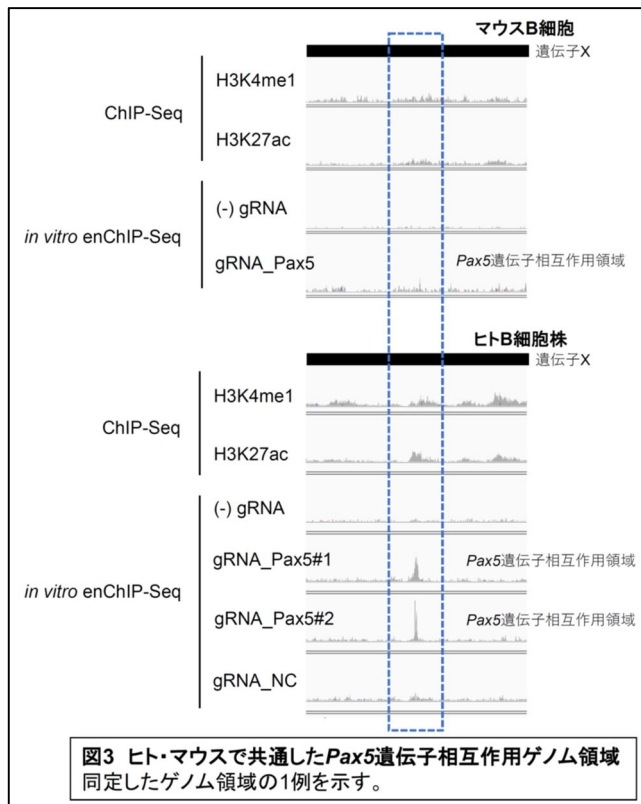 マウスB細胞
遺伝子X
ChIP-Seq
H3K4me1
H3K27ac
in vitro enChIP-Seq
(-) gRNA
gRNA_Pax5
Pax5遺伝子相互作用領域
ヒトB細胞株
遺伝子X
ChIP-Seq
H3K4me1
H3K27ac
in vitro enChIP-Seq
(-) gRNA
gRNA_Pax5#1
Pax5遺伝子相互作用領域
gRNA_Pax5#2
Pax5遺伝子相互作用領域
gRNA_NC
図3 ヒト・マウスで共通したPax5遺伝子相互作用ゲノム領域
同定したゲノム領域の1例を示す。